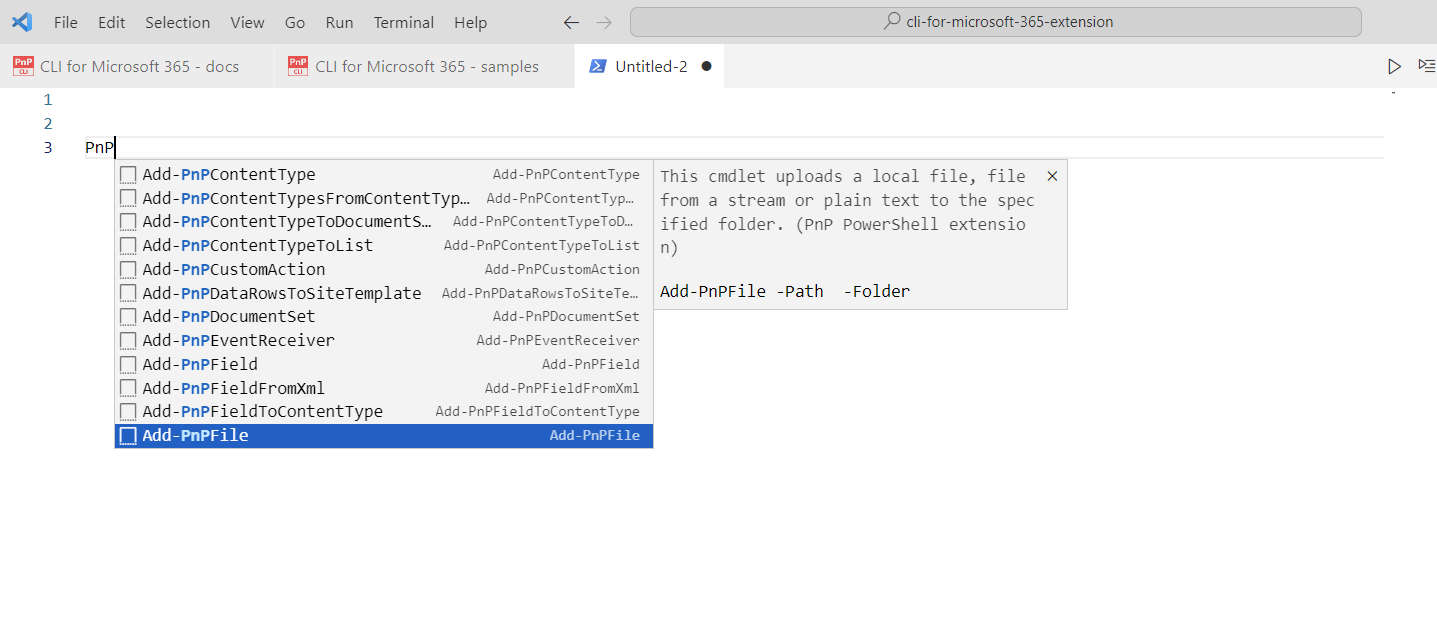 File Edit Selection View Go Run Terminal Help cli-for-microsoft-365-extension
PnP CLI CLI for Microsoft 365 - docs PnP CLI CLI for Microsoft 365 - samples Untitled-2
1
2
3 PnP
Add-PnPContentType Add-PnPContentType
Add-PnPContentTypesFromContentTyp… Add-PnPContentTyp…
Add-PnPContentTypeToDocumentS… Add-PnPContentTypeToD…
Add-PnPContentTypeToList Add-PnPContentTypeToList
Add-PnPCustomAction Add-PnPCustomAction
Add-PnPDataRowsToSiteTemplate Add-PnPDataRowsToSiteTe…
Add-PnPDocumentSet Add-PnPDocumentSet
Add-PnPEventReceiver Add-PnPEventReceiver
Add-PnPField Add-PnPField
Add-PnPFieldFromXml Add-PnPFieldFromXml
Add-PnPFieldToContentType Add-PnPFieldToContentType
Add-PnPFile Add-PnPFile
This cmdlet uploads a local file, file
from a stream or plain text to the spec
ified folder. (PnP PowerShell extensio
n)
Add-PnPFile -Path -Folder